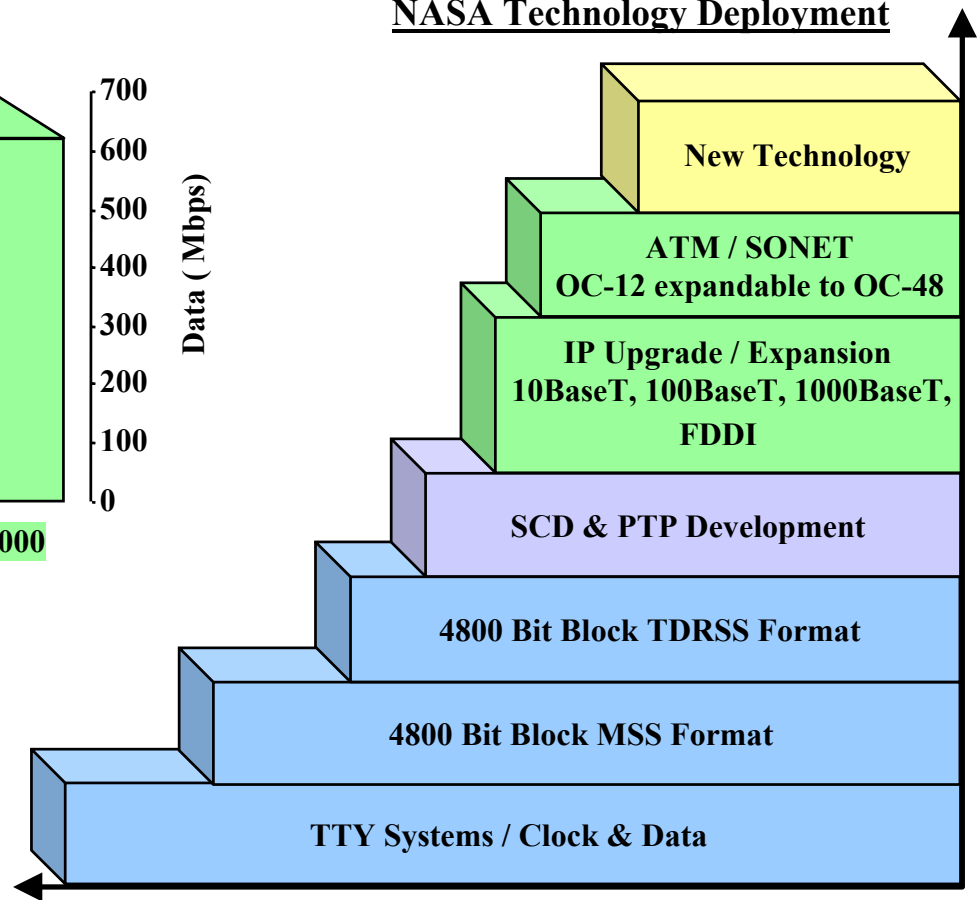 NASA Technology Deployment
700
600
500
400
300
200
100
0
Data ( Mbps)
000
New Technology
ATM / SONET
OC-12 expandable to OC-48
IP Upgrade / Expansion
10BaseT, 100BaseT, 1000BaseT,
FDDI
SCD & PTP Development
4800 Bit Block TDRSS Format
4800 Bit Block MSS Format
TTY Systems / Clock & Data